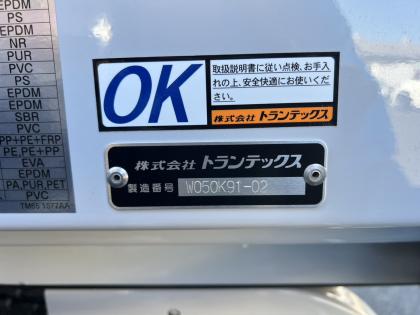 EPDM
PS
EPDM
NR
PUR
PVC
PS
EPDM
EPDM
SBR
PVC
PP+PE+FRP
PE,PE+PP
EVA
EPDM
PA,PUR,PET
PVC
OK
取扱説明書に従い点検、お手入
れの上、安全快適にお使いくだ
さい。
株式会社トランテックス
株式会社トランテックス
製造番号 W050K91-02